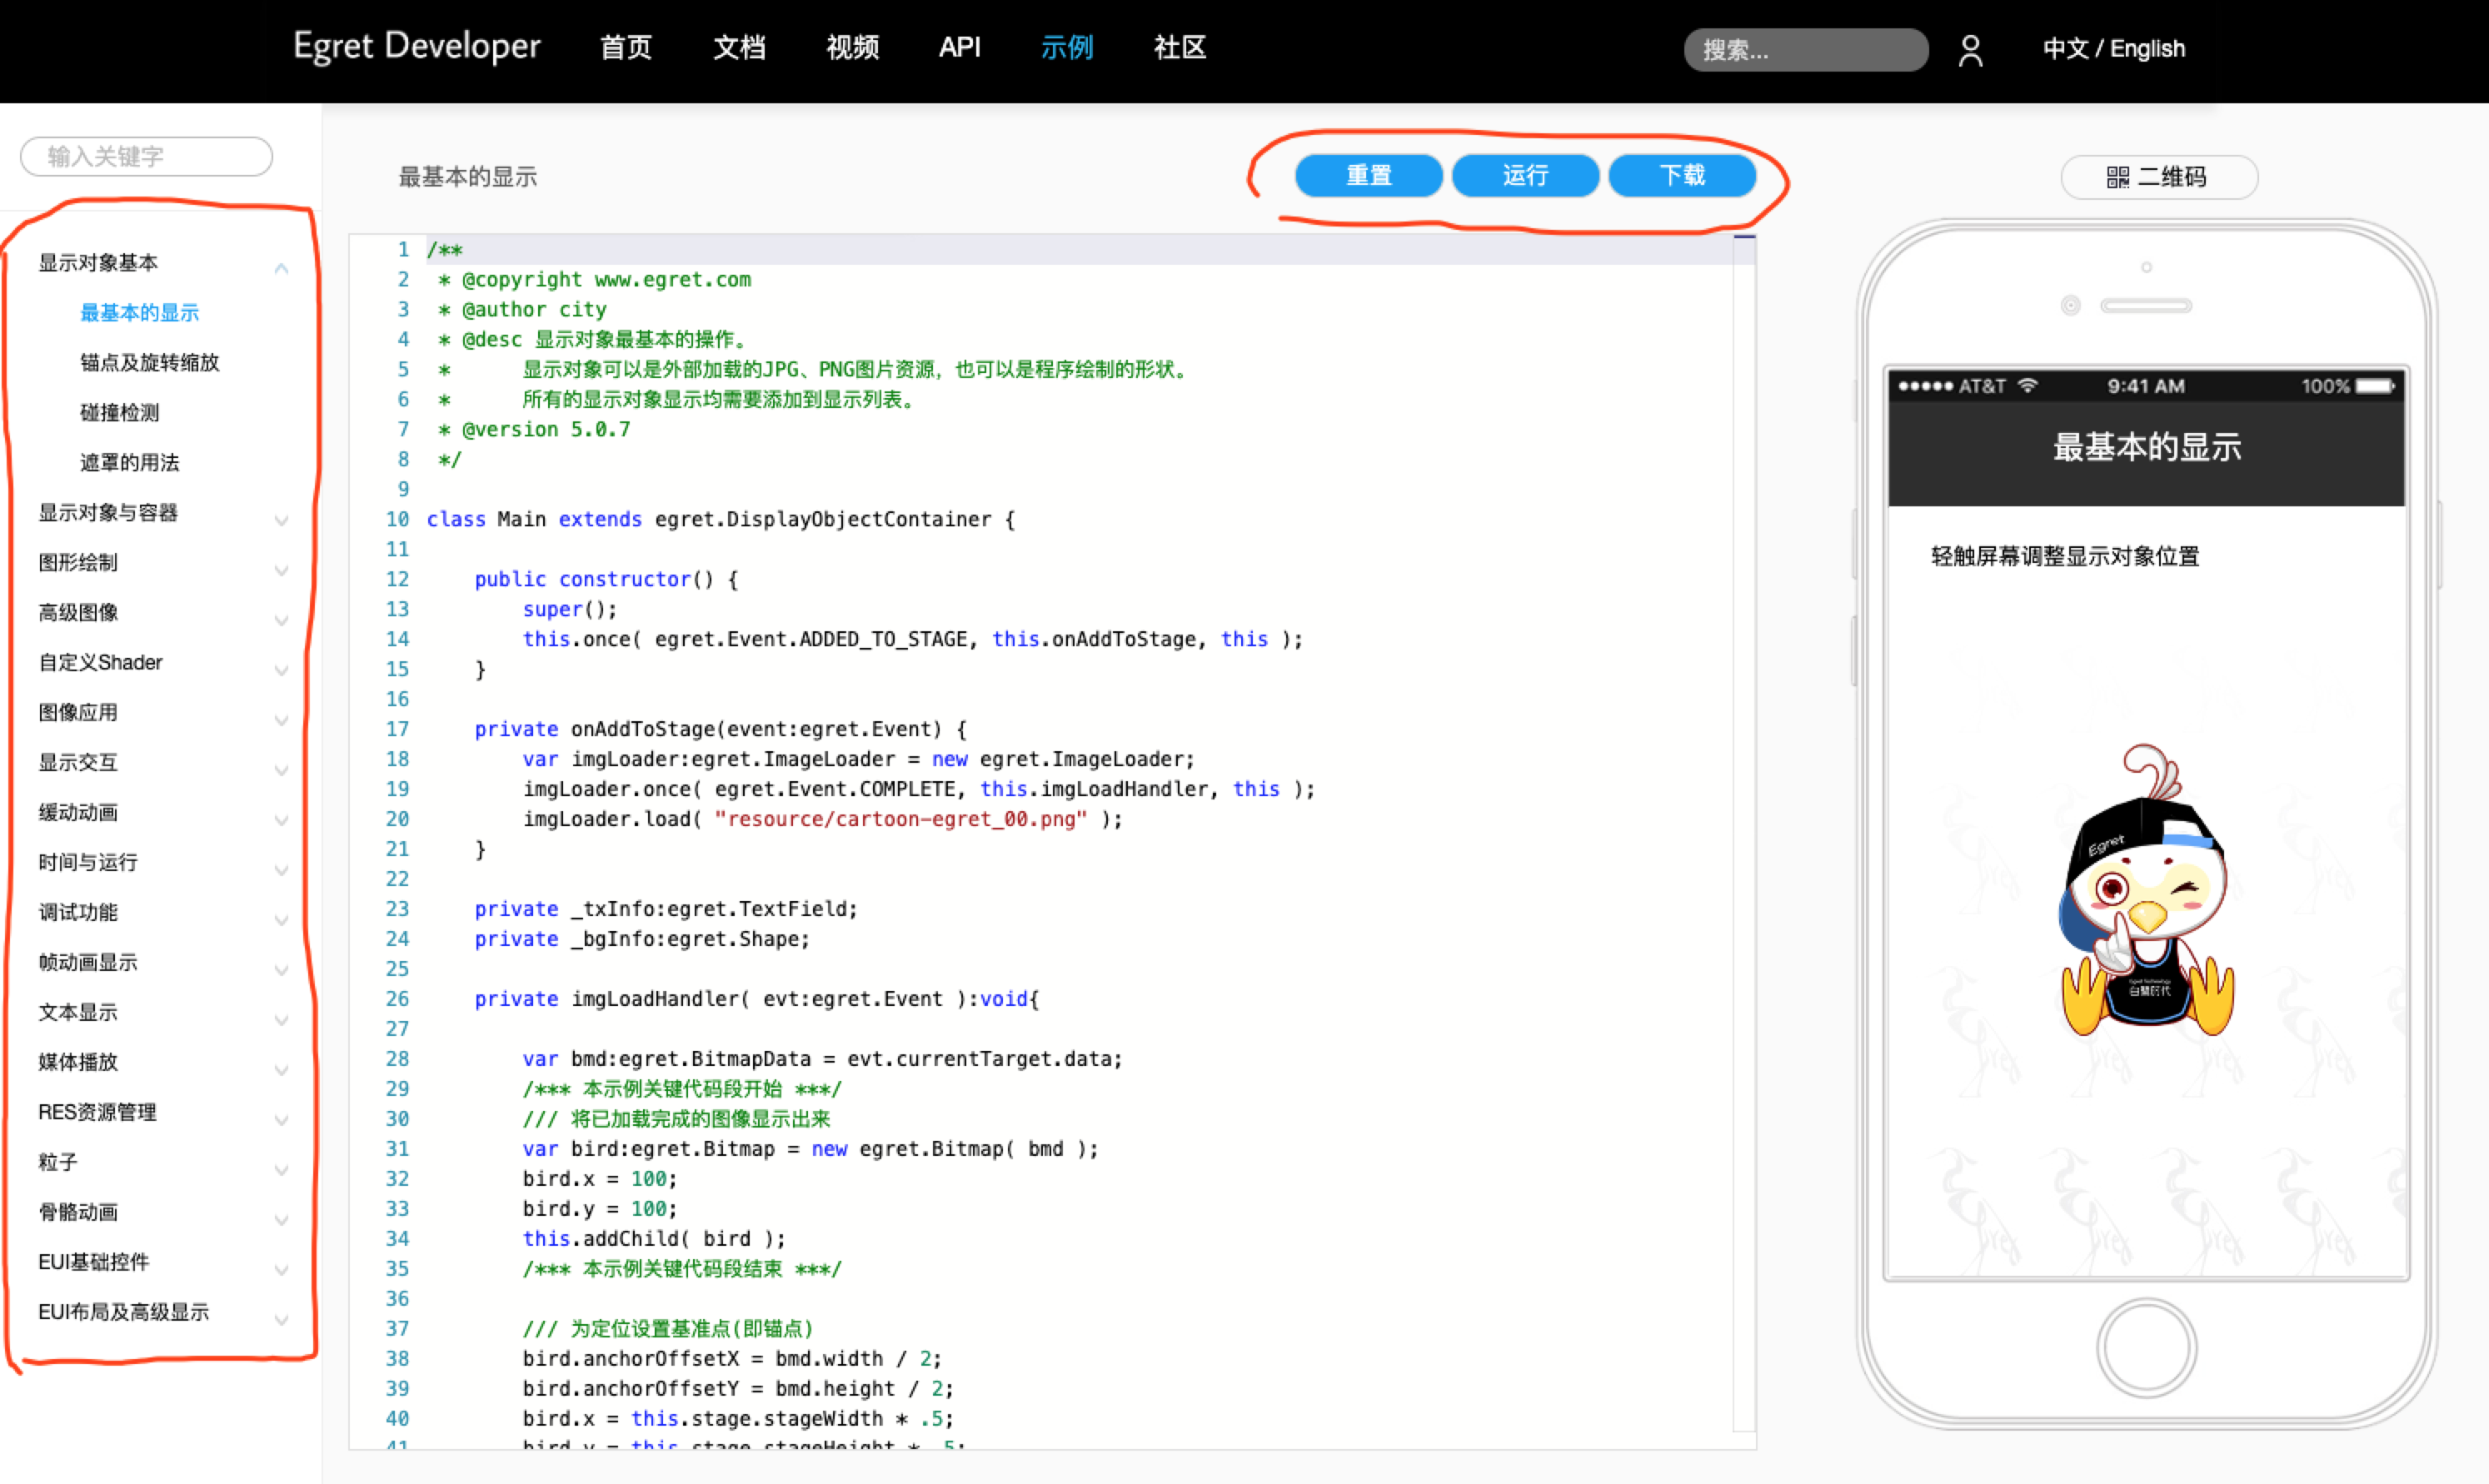 Egret Developer 首页 文档 视频 API 示例 社区 搜索... 中文 / English
输入关键字
显示对象基本
最基本的显示
锚点及旋转缩放
碰撞检测
遮罩的用法
显示对象与容器
图形绘制
高级图像
自定义Shader
图像应用
显示交互
缓动动画
时间与运行
调试功能
帧动画显示
文本显示
媒体播放
RES资源管理
粒子
骨骼动画
EUI基础控件
EUI布局及高级显示
最基本的显示 重置 运行 下载
1 /**
2  * @copyright www.egret.com
3  * @author city
4  * @desc 显示对象最基本的操作。
5  *      显示对象可以是外部加载的JPG、PNG图片资源，也可以是程序绘制的形状。
6  *      所有的显示对象显示均需要添加到显示列表。
7  * @version 5.0.7
8  */
9
10 class Main extends egret.DisplayObjectContainer {
11
12     public constructor() {
13         super();
14         this.once( egret.Event.ADDED_TO_STAGE, this.onAddToStage, this );
15     }
16
17     private onAddToStage(event:egret.Event) {
18         var imgLoader:egret.ImageLoader = new egret.ImageLoader;
19         imgLoader.once( egret.Event.COMPLETE, this.imgLoadHandler, this );
20         imgLoader.load( "resource/cartoon-egret_00.png" );
21     }
22
23     private _txInfo:egret.TextField;
24     private _bgInfo:egret.Shape;
25
26     private imgLoadHandler( evt:egret.Event ):void{
27
28         var bmd:egret.BitmapData = evt.currentTarget.data;
29         /*** 本示例关键代码段开始 ***/
30         /// 将已加载完成的图像显示出来
31         var bird:egret.Bitmap = new egret.Bitmap( bmd );
32         bird.x = 100;
33         bird.y = 100;
34         this.addChild( bird );
35         /*** 本示例关键代码段结束 ***/
36
37         /// 为定位设置基准点(即锚点)
38         bird.anchorOffsetX = bmd.width / 2;
39         bird.anchorOffsetY = bmd.height / 2;
40         bird.x = this.stage.stageWidth * .5;
41         bird.y = this.stage.stageHeight * .5;
二维码
AT&T 9:41 AM 100%
最基本的显示
轻触屏幕调整显示对象位置
Egret
白鹭时代